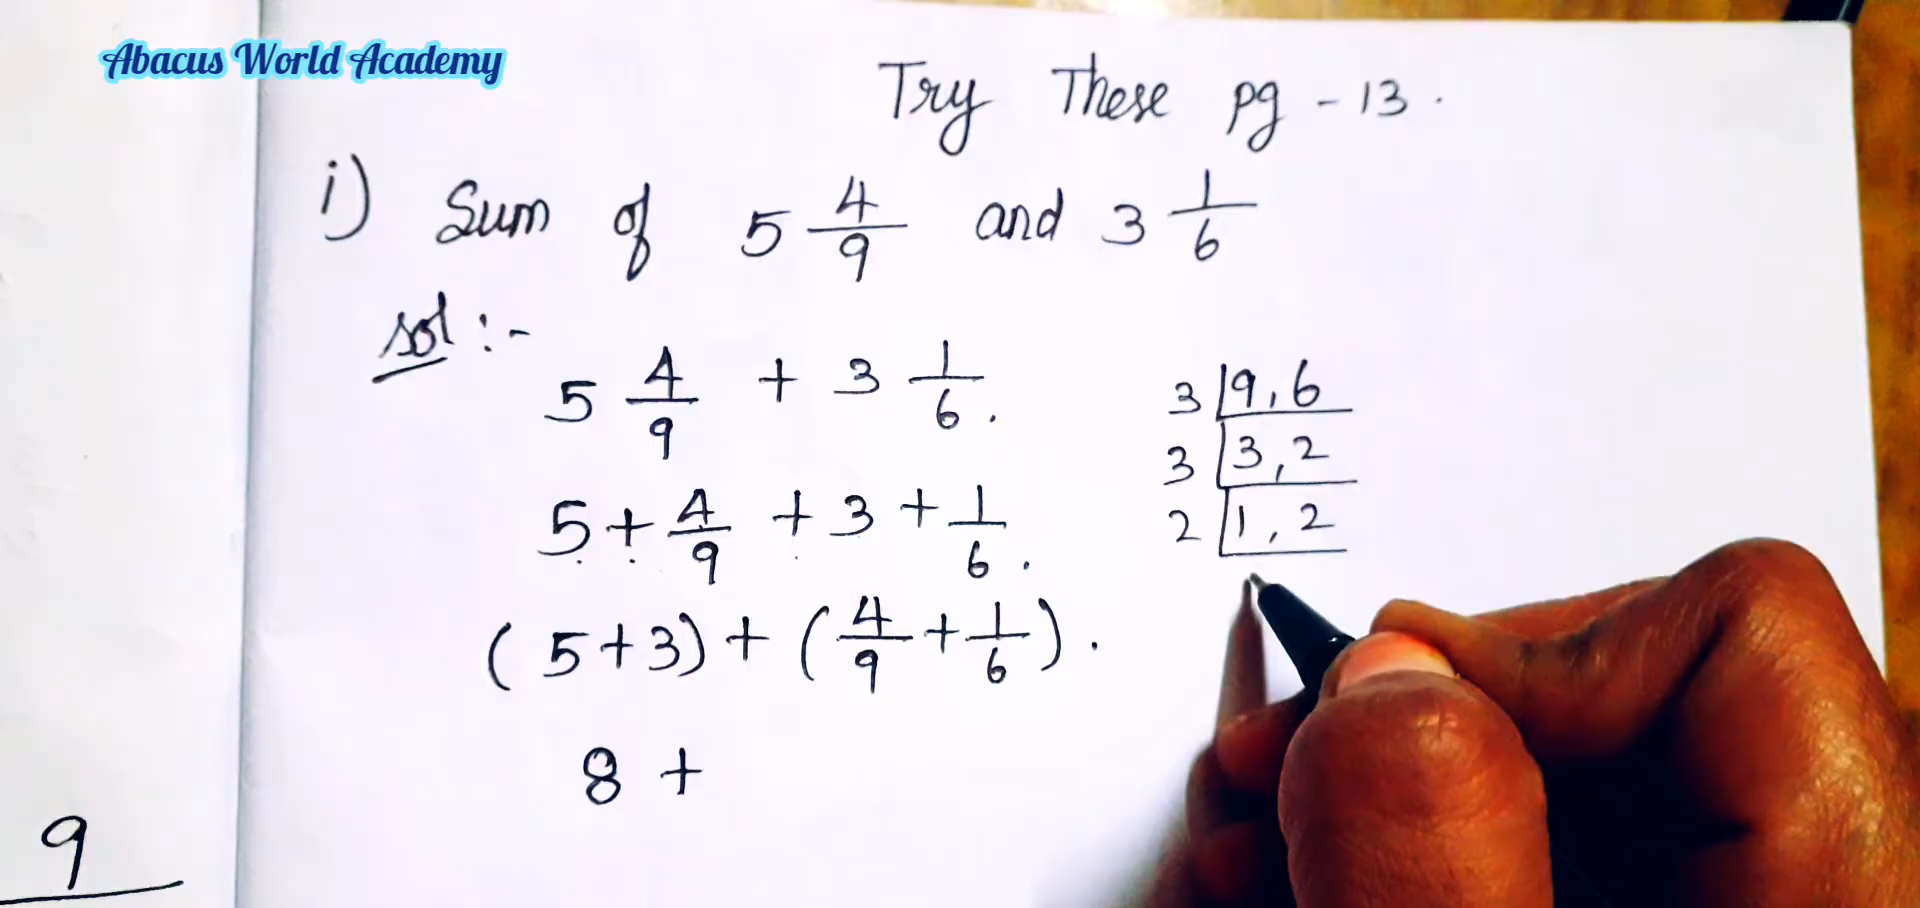 Abacus World Academy
Try These pg - 13.
i) Sum of 5 4/9 and 3 1/6
Sol :-
5 4/9 + 3 1/6.
5 + 4/9 + 3 + 1/6.
(5+3) + (4/9 + 1/6).
8 +
3 | 9, 6
3 | 3, 2
2 | 1, 2
9